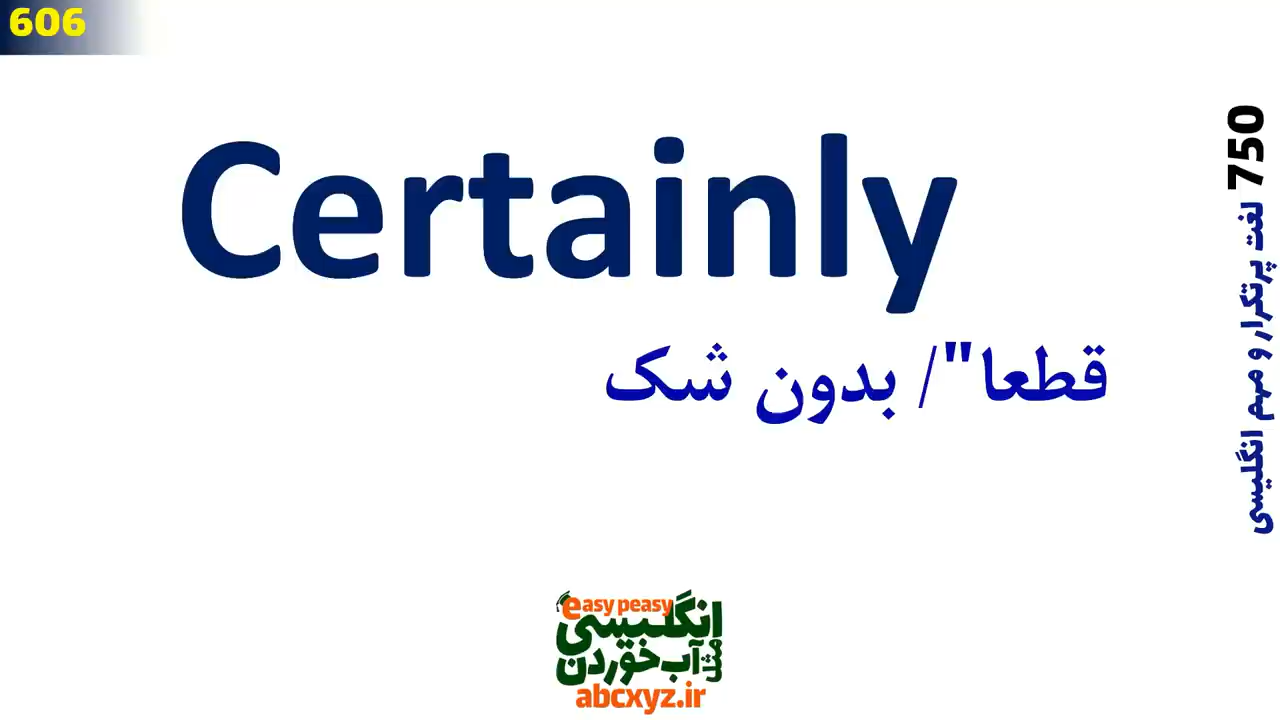 606
Certainly
قطعا"/ بدون شک
750 لغت پرتکرار و مهم انگلیسی
easy peasy
انگلیسی
مثل آب خوردن
abcxyz.ir